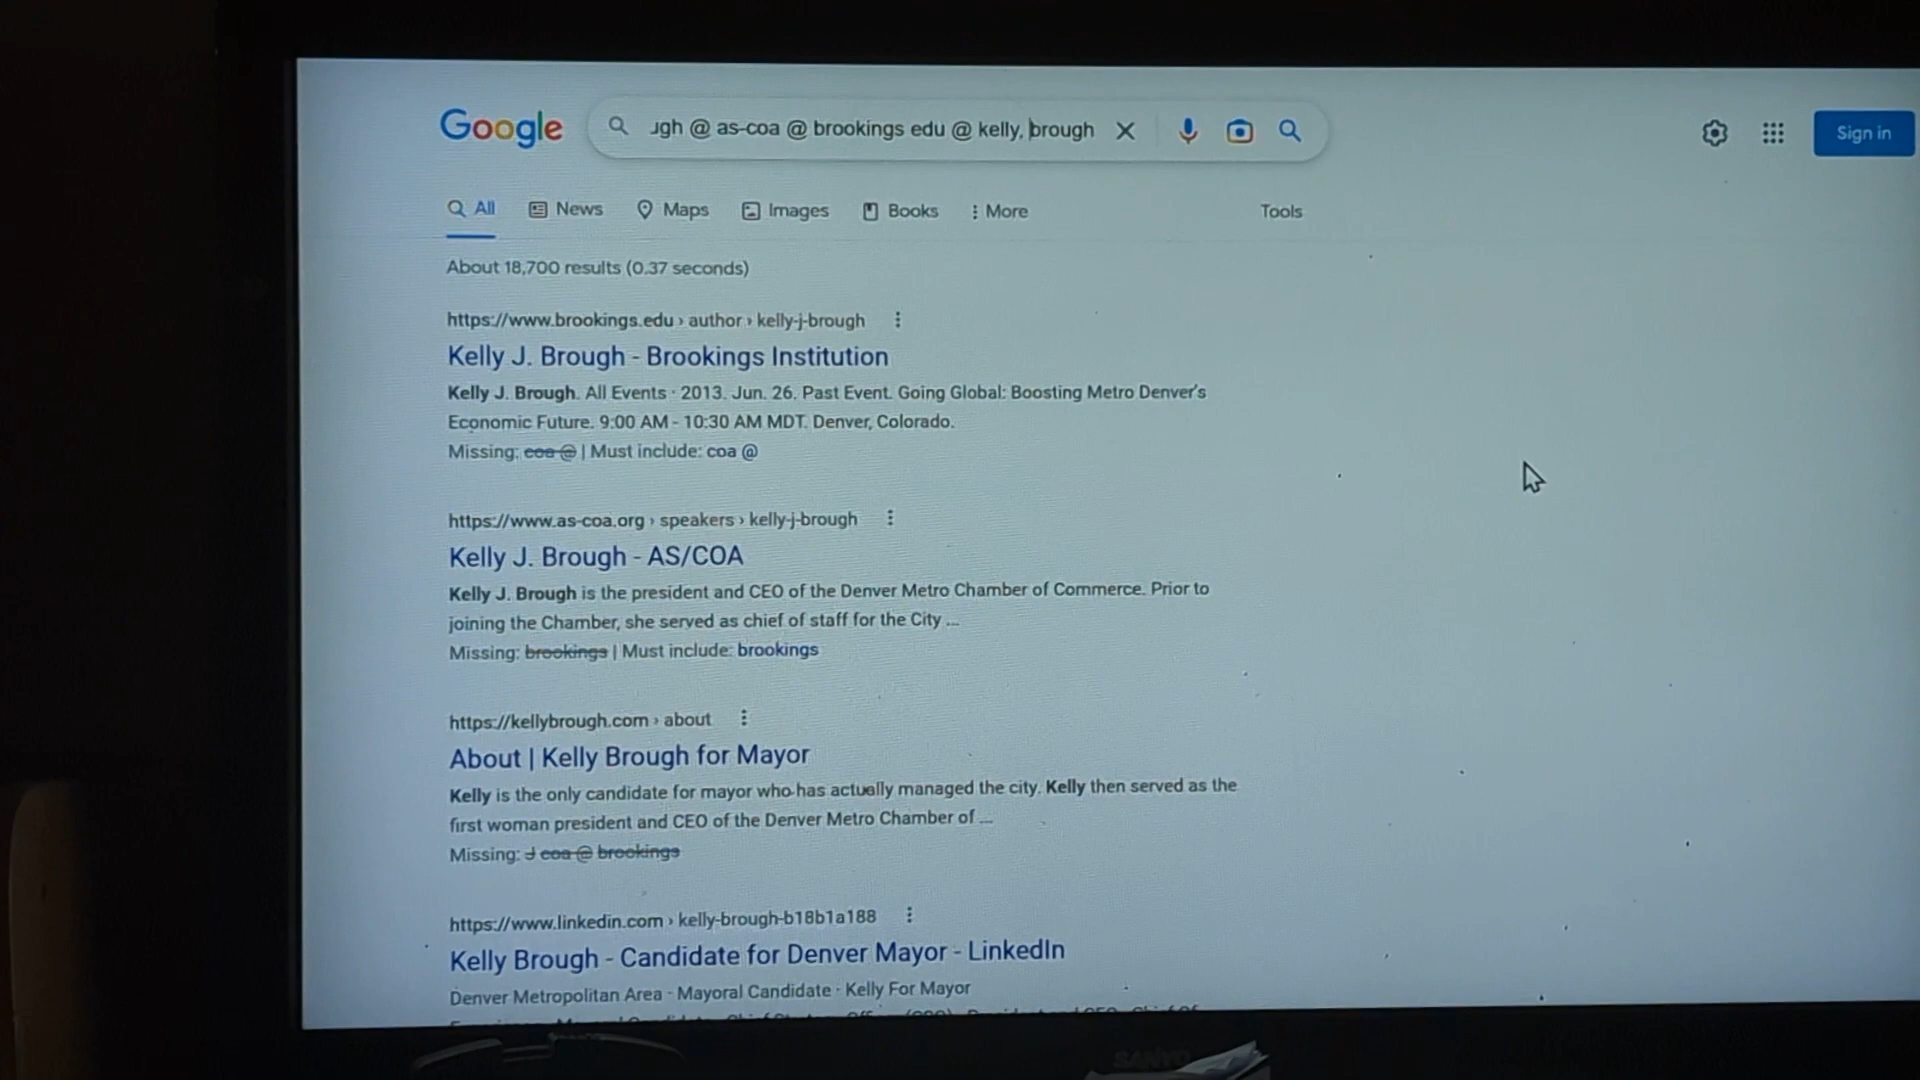 Google
ugh @ as-coa @ brookings edu @ kelly, brough
Sign in
All News Maps Images Books More Tools
About 18,700 results (0.37 seconds)
https://www.brookings.edu › author › kelly-j-brough
Kelly J. Brough - Brookings Institution
Kelly J. Brough. All Events · 2013. Jun. 26. Past Event. Going Global: Boosting Metro Denver's
Economic Future. 9:00 AM - 10:30 AM MDT. Denver, Colorado.
Missing: coa @ | Must include: coa @
https://www.as-coa.org › speakers › kelly-j-brough
Kelly J. Brough - AS/COA
Kelly J. Brough is the president and CEO of the Denver Metro Chamber of Commerce. Prior to
joining the Chamber, she served as chief of staff for the City ...
Missing: brookings | Must include: brookings
https://kellybrough.com › about
About | Kelly Brough for Mayor
Kelly is the only candidate for mayor who has actually managed the city. Kelly then served as the
first woman president and CEO of the Denver Metro Chamber of ...
Missing: J coa @ brookings
https://www.linkedin.com › kelly-brough-b18b1a188
Kelly Brough - Candidate for Denver Mayor - LinkedIn
Denver Metropolitan Area · Mayoral Candidate · Kelly For Mayor
SANYO